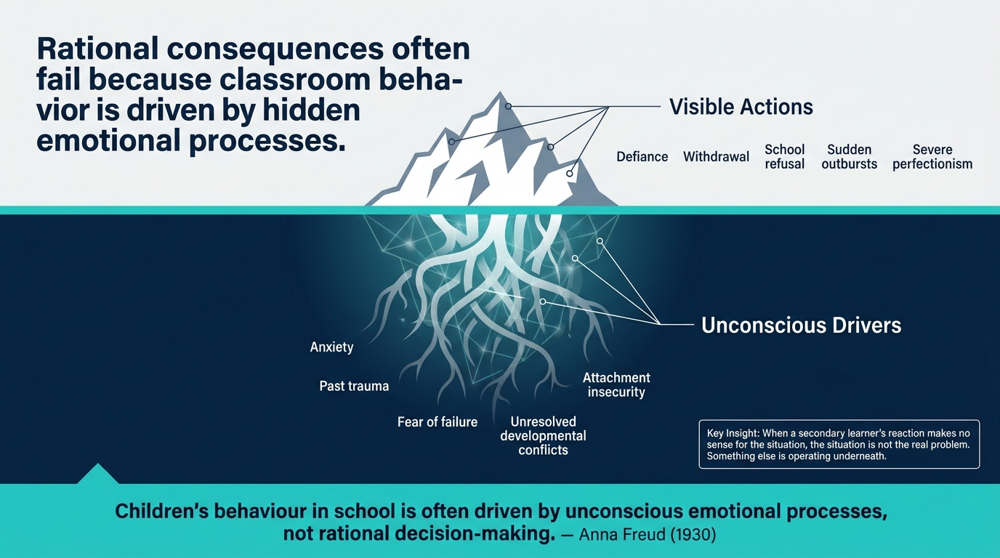 Rational consequences often
fail because classroom beha-
vior is driven by hidden
emotional processes.
Visible Actions
Defiance
Withdrawal
School
refusal
Sudden
outbursts
Severe
perfectionism
Unconscious Drivers
Anxiety
Past trauma
Fear of failure
Unresolved
developmental
conflicts
Attachment
insecurity
Key Insight: When a secondary learner's reaction makes no
sense for the situation, the situation is not the real problem.
Something else is operating underneath.
Children's behaviour in school is often driven by unconscious emotional processes,
not rational decision-making. — Anna Freud (1930)